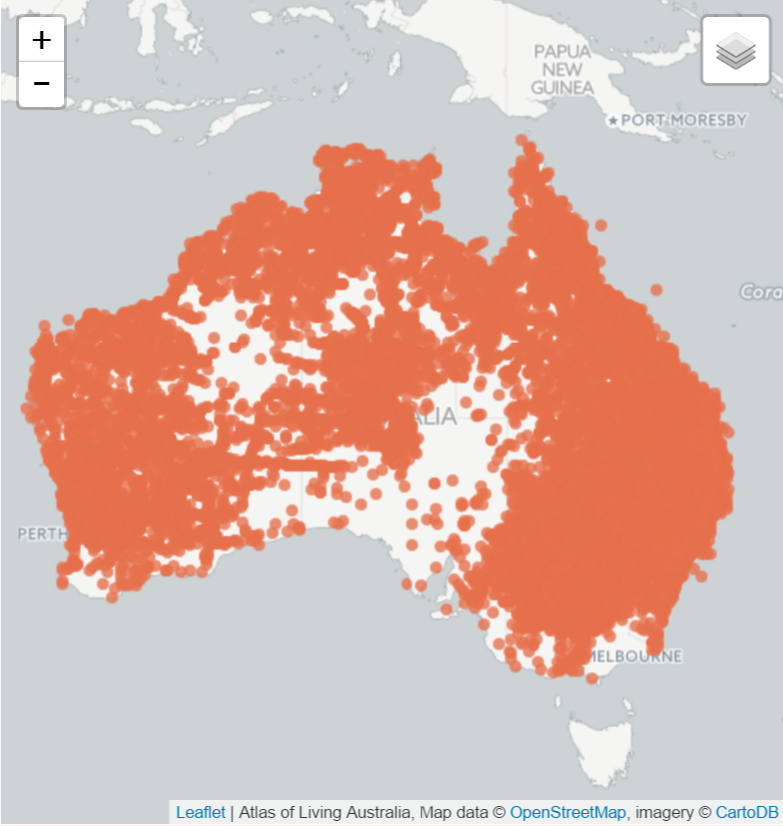 +
−
PAPUA
NEW
GUINEA
★PORT MORESBY
Cora
ALIA
PERTH
MELBOURNE
Leaflet | Atlas of Living Australia, Map data © OpenStreetMap, imagery © CartoDB